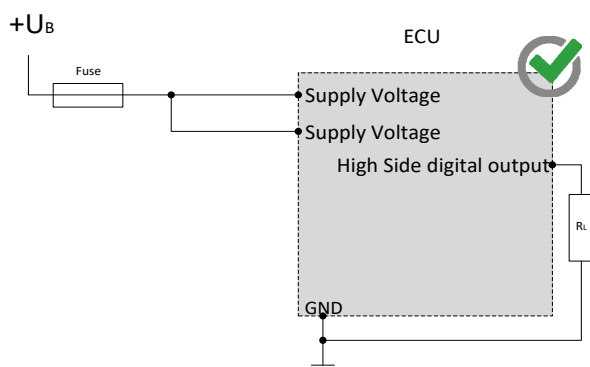 +UB
ECU
Fuse
Supply Voltage
Supply Voltage
High Side digital output
RL
GND